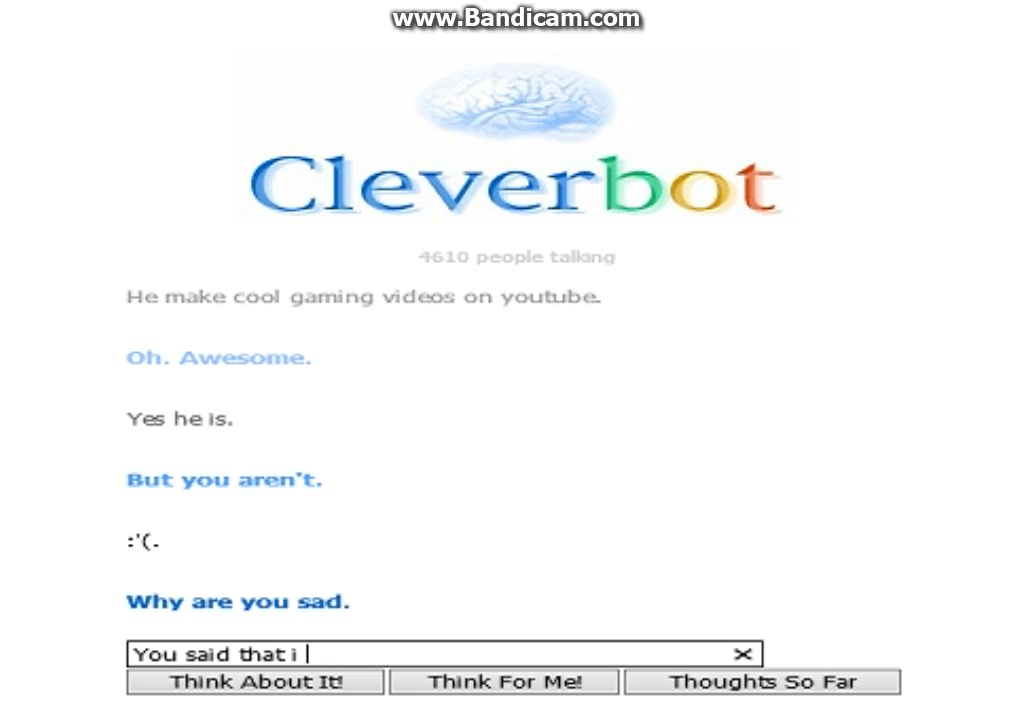 www.Bandicam.com
Cleverbot
4610 people talking
He make cool gaming videos on youtube.
Oh. Awesome.
Yes he is.
But you aren't.
:'(.
Why are you sad.
You said that i
Think About It!
Think For Me!
Thoughts So Far